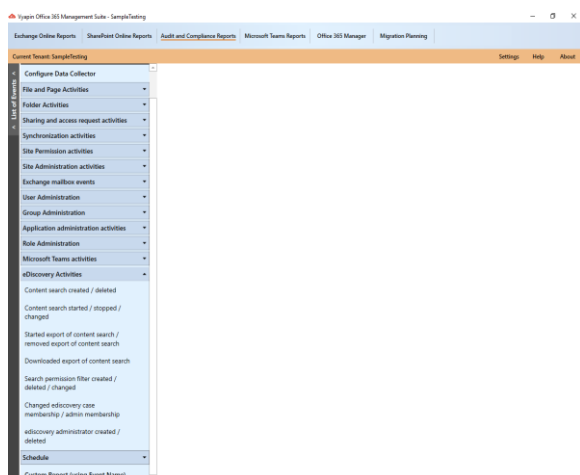 Vyapin Office 365 Management Suite - SampleTesting
Exchange Online Reports SharePoint Online Reports Audit and Compliance Reports Microsoft Teams Reports Office 365 Manager Migration Planning
Current Tenant: SampleTesting Settings Help About
List of Events
Configure Data Collector
File and Page Activities
Folder Activities
Sharing and access request activities
Synchronization activities
Site Permission activities
Site Administration activities
Exchange mailbox events
User Administration
Group Administration
Application administration activities
Role Administration
Microsoft Teams activities
eDiscovery Activities
Content search created / deleted
Content search started / stopped /
changed
Started export of content search /
removed export of content search
Downloaded export of content search
Search permission filter created /
deleted / changed
Changed ediscovery case
membership / admin membership
ediscovery administrator created /
deleted
Schedule
Custom Report (using Event Name)